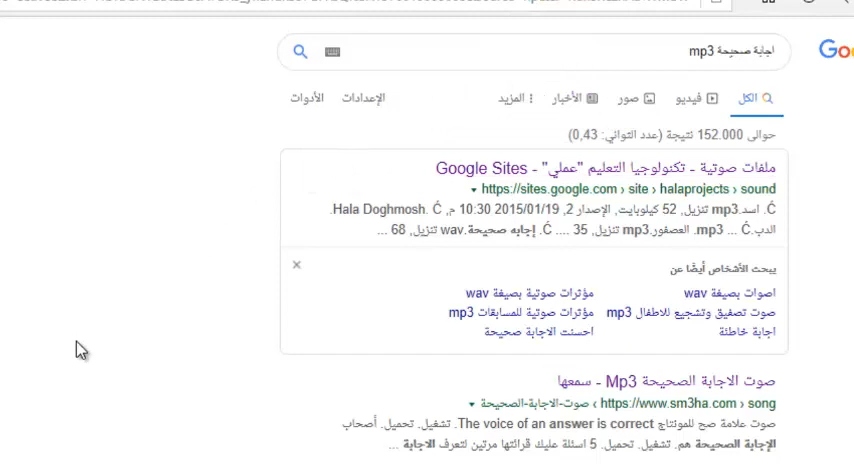 اجابة صحيحة mp3
الكل
فيديو
صور
الأخبار
المزيد
الإعدادات
الأدوات
حوالى 152.000 نتيجة (عدد الثواني: 0,43)
ملفات صوتية - تكنولوجيا التعليم "عملي" - Google Sites
https://sites.google.com › site › halaprojects › sound
Ċ. اسد.mp3 تنزيل, 52 كيلوبايت, الإصدار 2, 2015/01/19 10:30 م, Hala Doghmosh. Ċ.
الدب.mp3 ... Ċ. العصفور.mp3 تنزيل, 35 .... Ċ. إجابه صحيحة.wav تنزيل, 68 ...
يبحث الأشخاص أيضًا عن
اصوات بصيغة wav
مؤثرات صوتية بصيغة wav
صوت تصفيق وتشجيع للاطفال mp3
مؤثرات صوتية للمسابقات mp3
اجابة خاطئة
احسنت الاجابة صحيحة
صوت الاجابة الصحيحة Mp3 - سمعها
https://www.sm3ha.com › song › صوت-الاجابة-الصحيحة
صوت علامة صح للمونتاج The voice of an answer is correct. تشغيل. تحميل. أصحاب
الإجابة الصحيحة هم. تشغيل. تحميل. 5 اسئلة عليك قرائتها مرتين لتعرف الاجابة ...